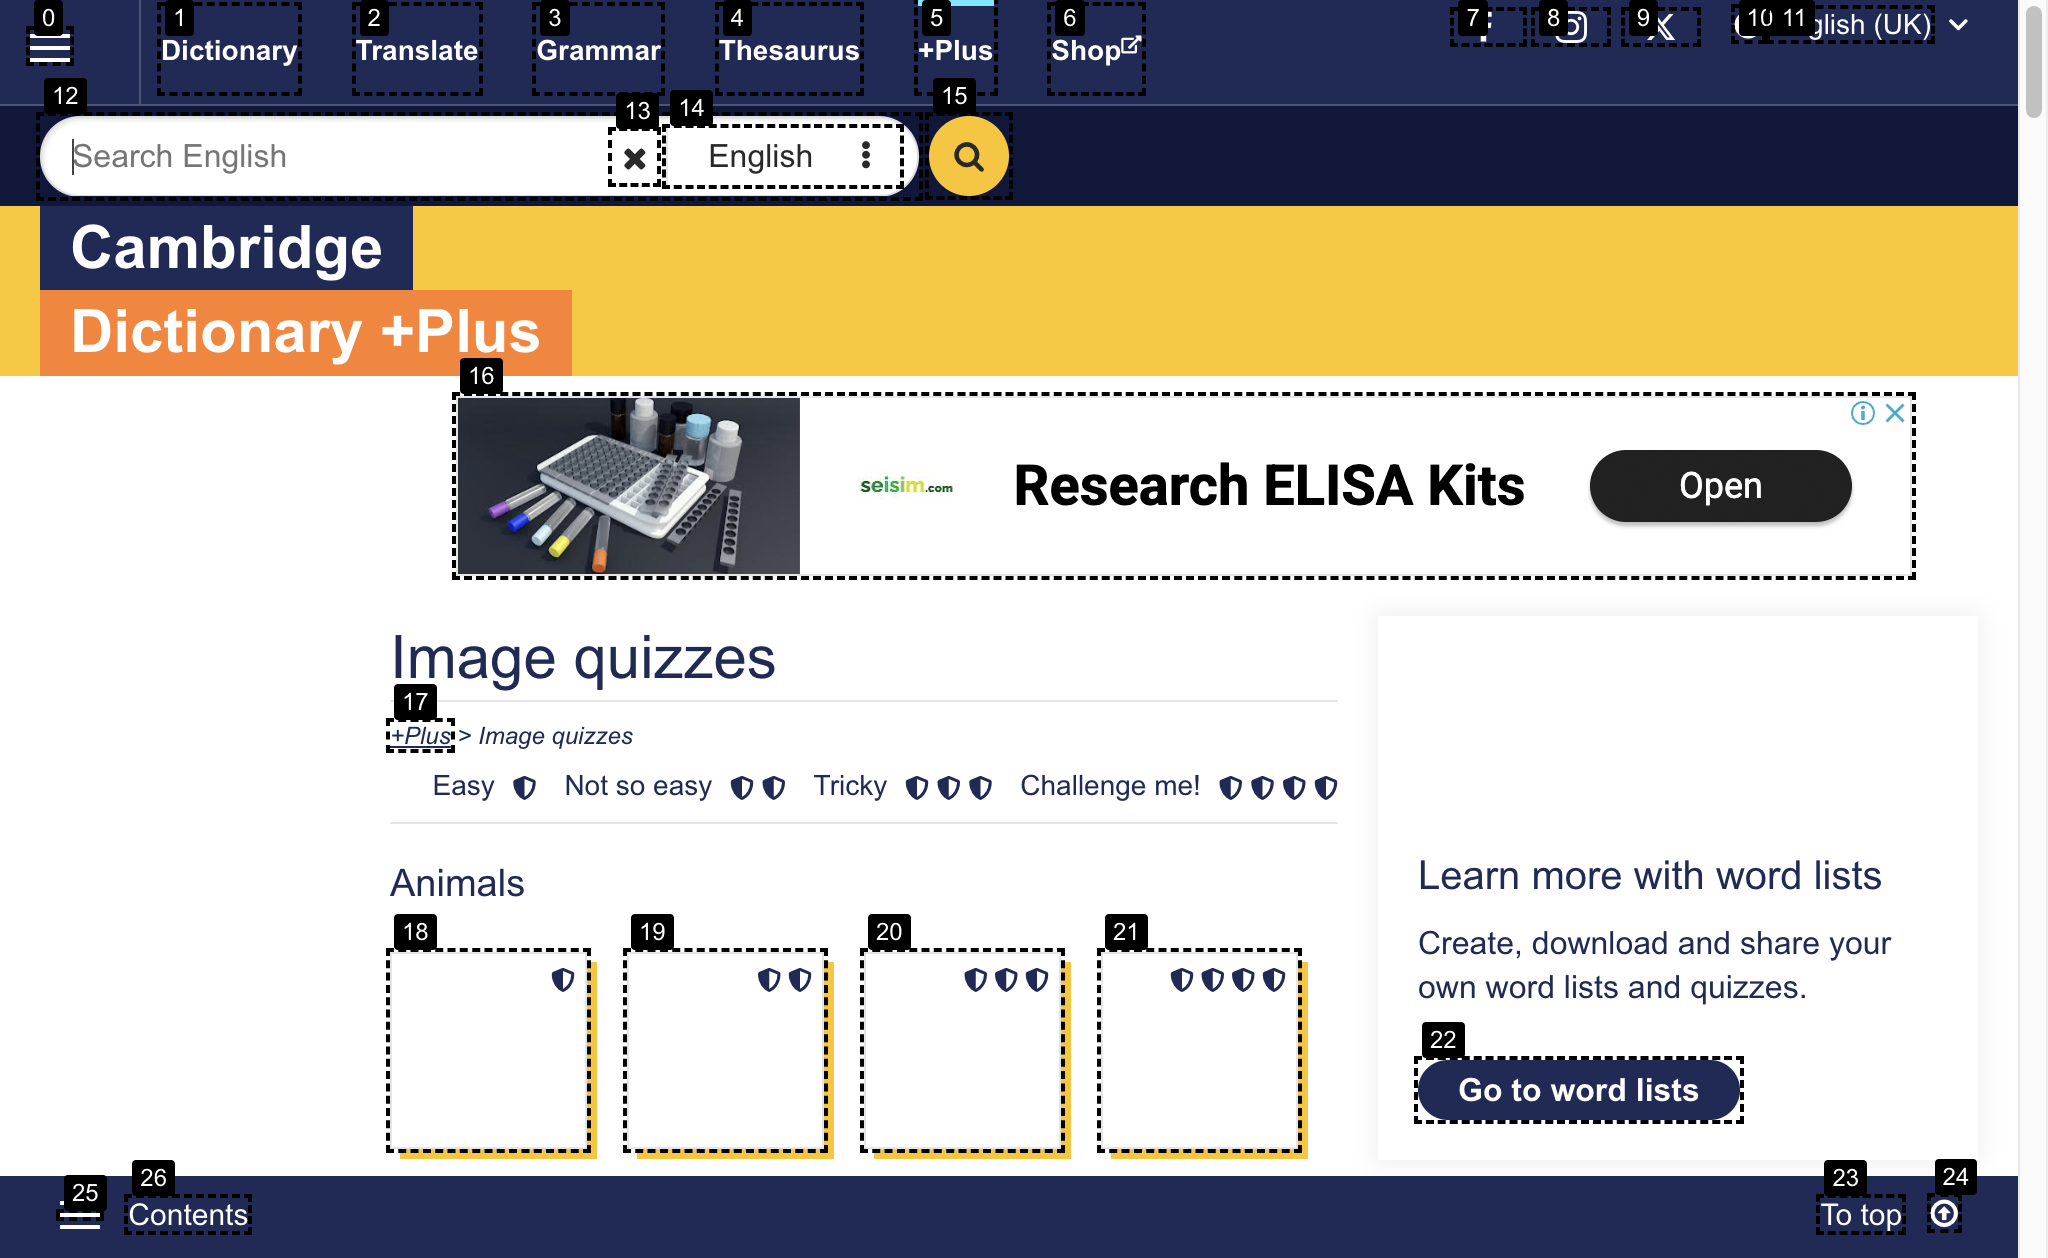 0
1
2
3
4
5
6
7
8
9
10
11
Dictionary
Translate
Grammar
Thesaurus
+Plus
Shop
glish (UK)
12
13
14
15
Search English
English
Cambridge
Dictionary +Plus
16
seisim.com
Research ELISA Kits
Open
Image quizzes
17
+Plus > Image quizzes
Easy
Not so easy
Tricky
Challenge me!
Animals
18
19
20
21
Learn more with word lists
Create, download and share your
own word lists and quizzes.
22
Go to word lists
25
26
Contents
23
24
To top